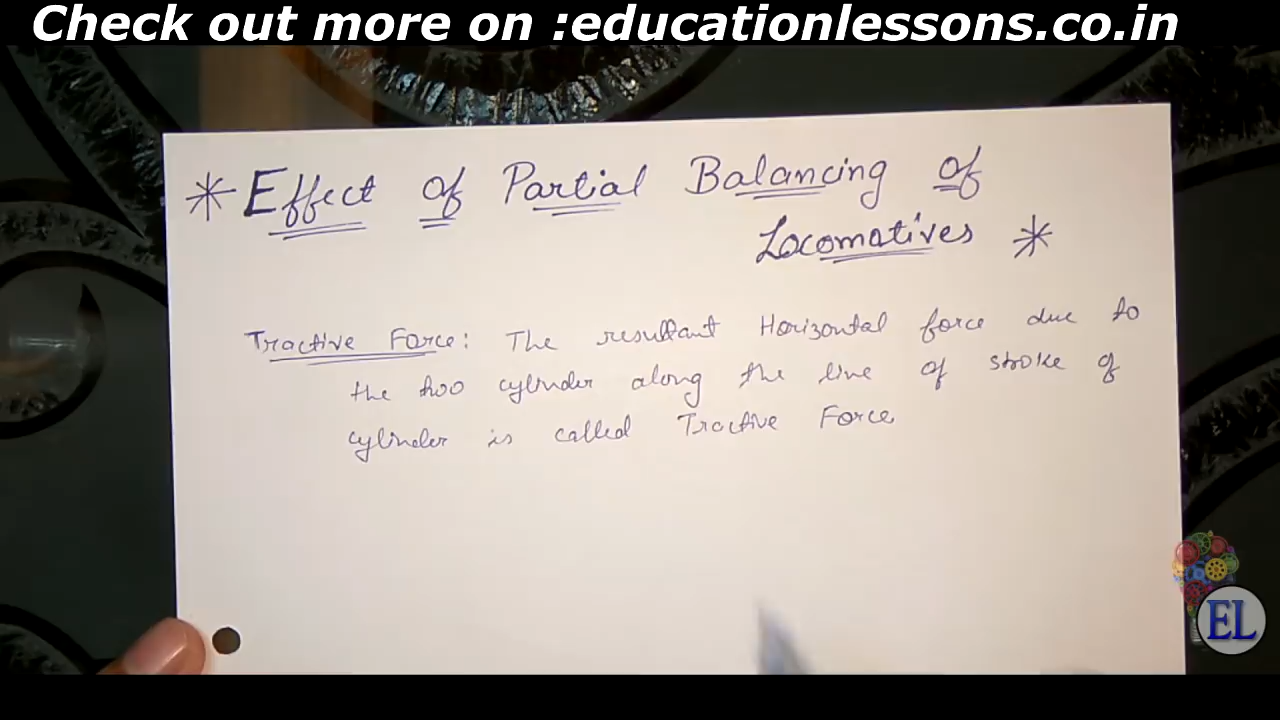 Check out more on :educationlessons.co.in
* Effect of Partial Balancing of
Locomatives *
Tractive Force: The resultant Horizontal force due to
the two cylinder along the line of stroke of
cylinder is called Tractive Force
EL